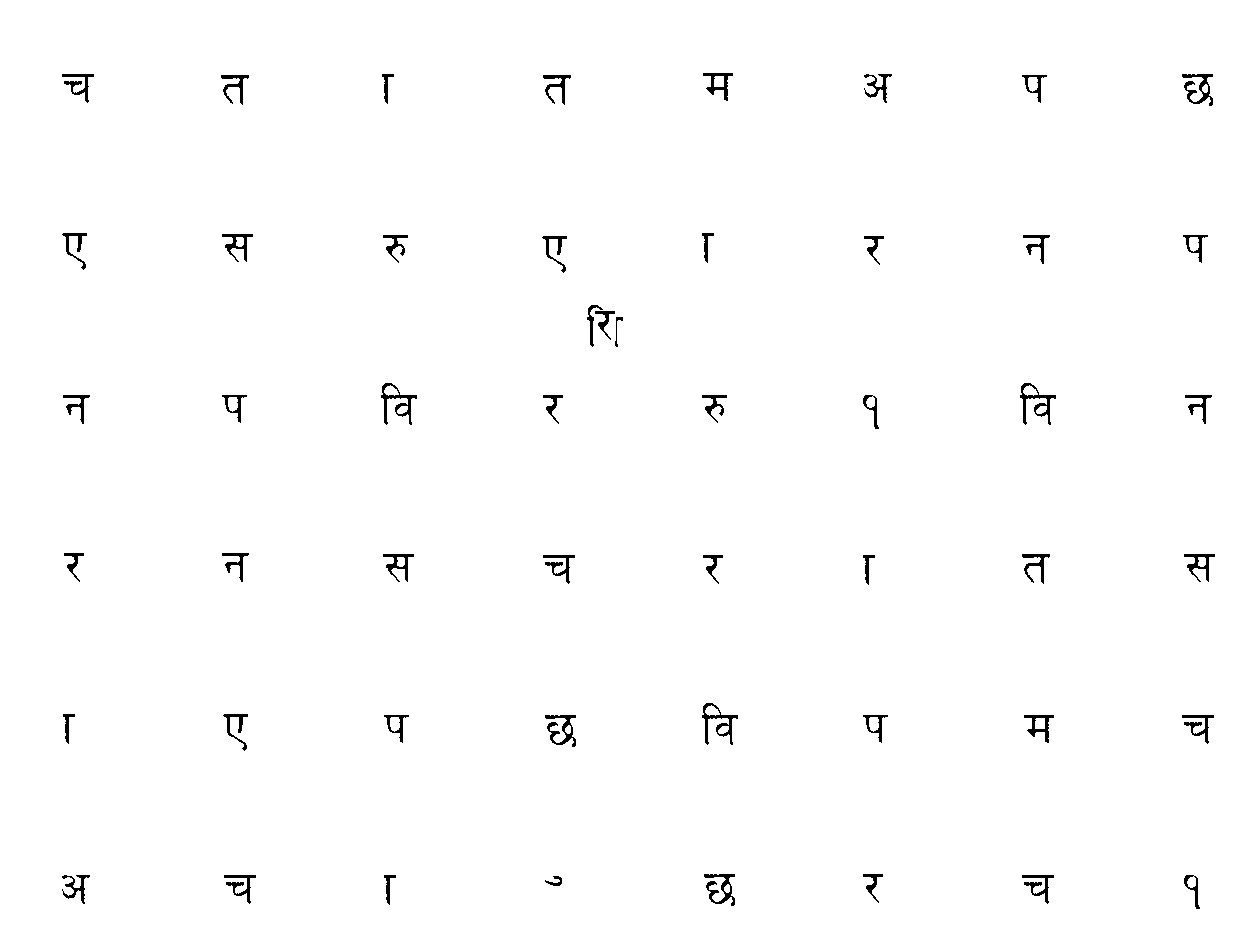 च त ा त म अ प छ
ए स रु ए ा र न प
रिा
न प वि र रु १ वि न
र न स च र ा त स
ा ए प छ वि प म च
अ च ा ु छ र च १